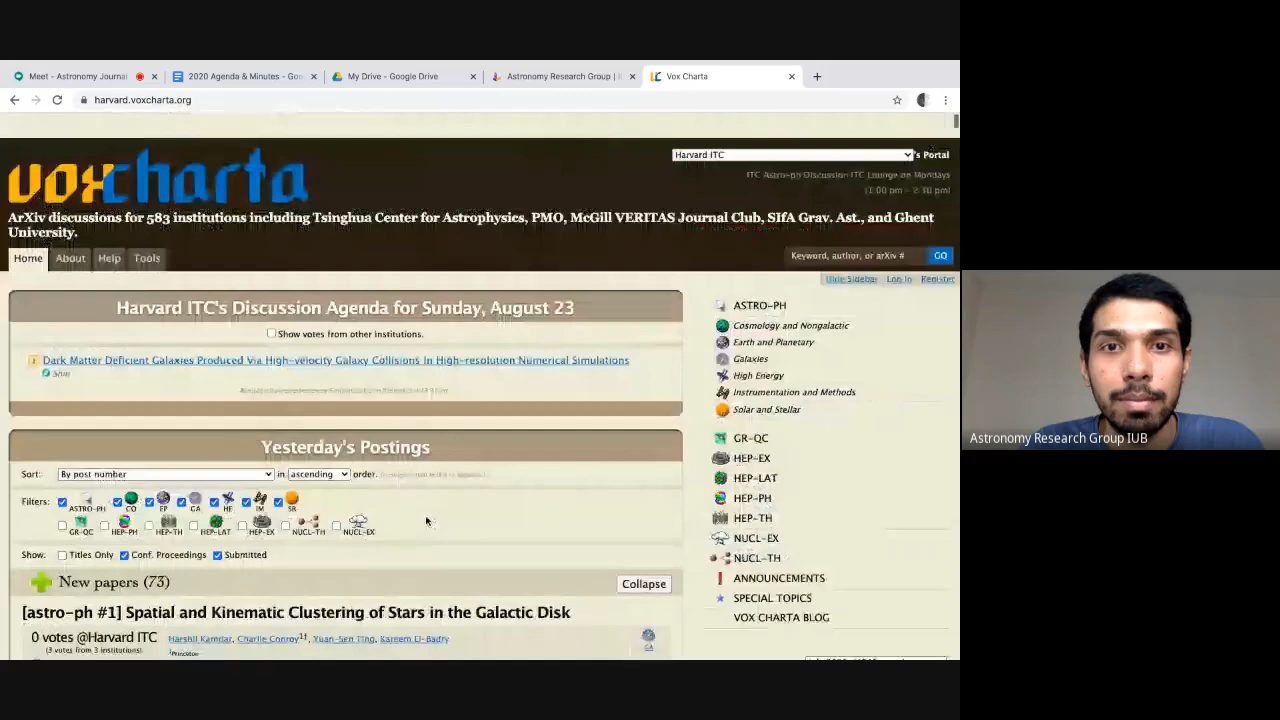 Meet - Astronomy Journal
2020 Agenda & Minutes - Goo
My Drive - Google Drive
Astronomy Research Group |
Vox Charta
harvard.voxcharta.org
voxcharta
Harvard ITC
's Portal
ITC Astro-ph Discussion ITC Lounge on Mondays
(1:00 pm - 2:10 pm)
ArXiv discussions for 583 institutions including Tsinghua Center for Astrophysics, PMO, McGill VERITAS Journal Club, SIfA Grav. Ast., and Ghent
University.
Home
About
Help
Tools
Keyword, author, or arXiv #
GO
Hide Sidebar
Log In
Register
Harvard ITC's Discussion Agenda for Sunday, August 23
Show votes from other institutions.
Dark Matter Deficient Galaxies Produced Via High-velocity Galaxy Collisions In High-resolution Numerical Simulations
Yesterday's Postings
Sort:
By post number
in
ascending
order.
Filters:
ASTRO-PH
CO
EP
GA
HE
IM
SR
GR-QC
HEP-PH
HEP-TH
HEP-LAT
HEP-EX
NUCL-TH
NUCL-EX
Show:
Titles Only
Conf. Proceedings
Submitted
New papers (73)
Collapse
[astro-ph #1] Spatial and Kinematic Clustering of Stars in the Galactic Disk
0 votes @Harvard ITC
(3 votes from 3 institutions)
Harshil Kamdar, Charlie Conroy, Yuan-Sen Ting, Kareem El-Badry
Princeton
GA
ASTRO-PH
Cosmology and Nongalactic
Earth and Planetary
Galaxies
High Energy
Instrumentation and Methods
Solar and Stellar
GR-QC
HEP-EX
HEP-LAT
HEP-PH
HEP-TH
NUCL-EX
NUCL-TH
ANNOUNCEMENTS
SPECIAL TOPICS
VOX CHARTA BLOG
Astronomy Research Group IUB